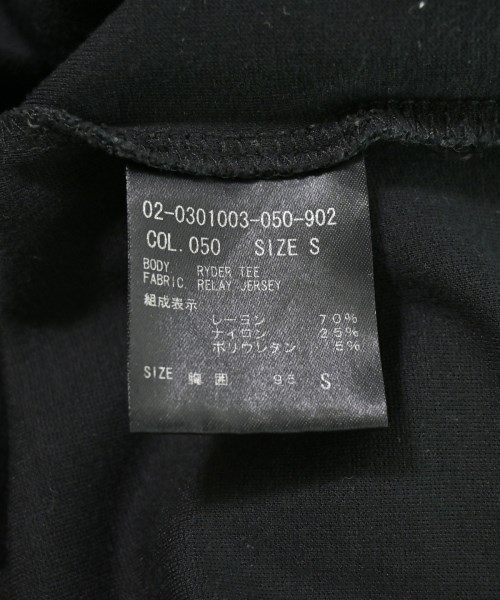 02-0301003-050-902
COL.050 SIZE S
BODY RYDER TEE
FABRIC RELAY JERSEY
組成表示
レーヨン 70%
ナイロン 25%
ポリウレタン 5%
SIZE 胸囲 95 S